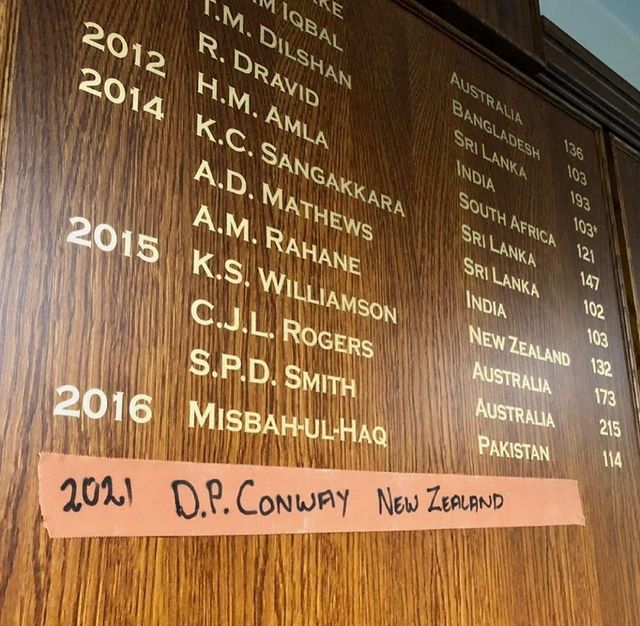 IQBAL BANGLADESH 103
T.M. DILSHAN SRI LANKA 193
R. DRAVID INDIA 103*
2012 H.M. AMLA SOUTH AFRICA 121
2014 K.C. SANGAKKARA SRI LANKA 147
A.D. MATHEWS SRI LANKA 102
A.M. RAHANE INDIA 103
2015 K.S. WILLIAMSON NEW ZEALAND 132
C.J.L. ROGERS AUSTRALIA 173
S.P.D. SMITH AUSTRALIA 215
2016 MISBAH-UL-HAQ PAKISTAN 114
2021 D.P. CONWAY NEW ZEALAND